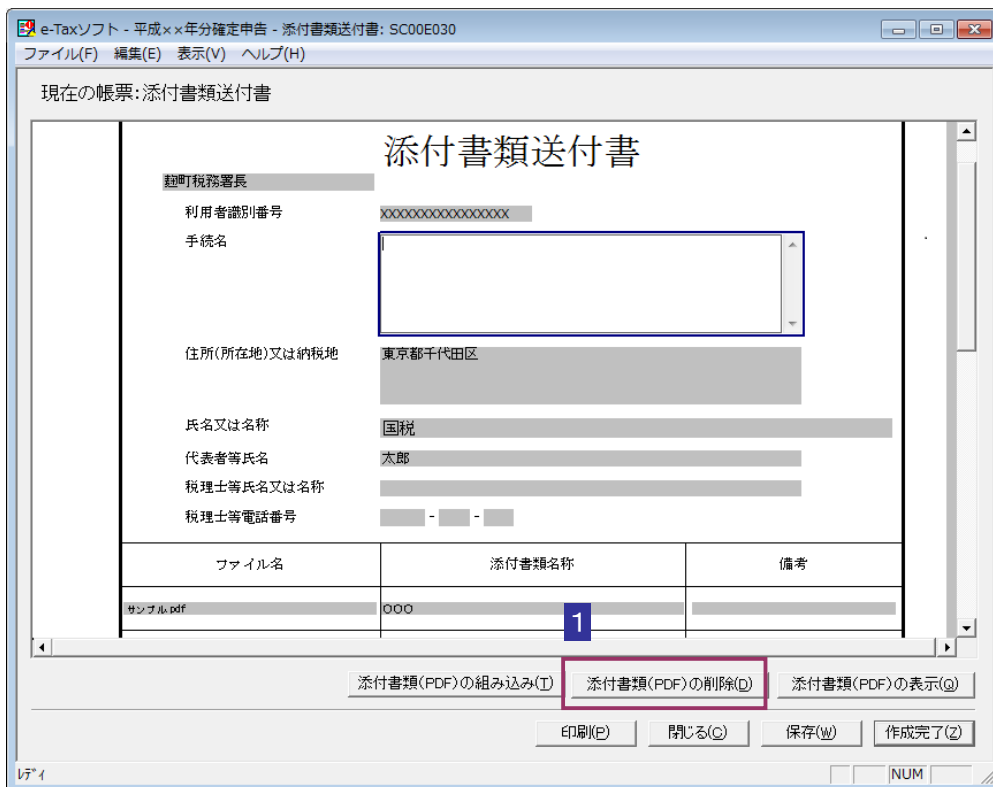 e-Taxソフト - 平成××年分確定申告 - 添付書類送付書: SC00E030
ファイル(F) 編集(E) 表示(V) ヘルプ(H)
現在の帳票:添付書類送付書
添付書類送付書
麹町税務署長
利用者識別番号 XXXXXXXXXXXXXXXX
手続名
住所(所在地)又は納税地 東京都千代田区
氏名又は名称 国税
代表者等氏名 太郎
税理士等氏名又は名称
税理士等電話番号 - -
ファイル名 添付書類名称 備考
サンプル.pdf ○○○
1
添付書類(PDF)の組み込み(T) 添付書類(PDF)の削除(D) 添付書類(PDF)の表示(Q)
印刷(P) 閉じる(C) 保存(W) 作成完了(Z)
レディ NUM